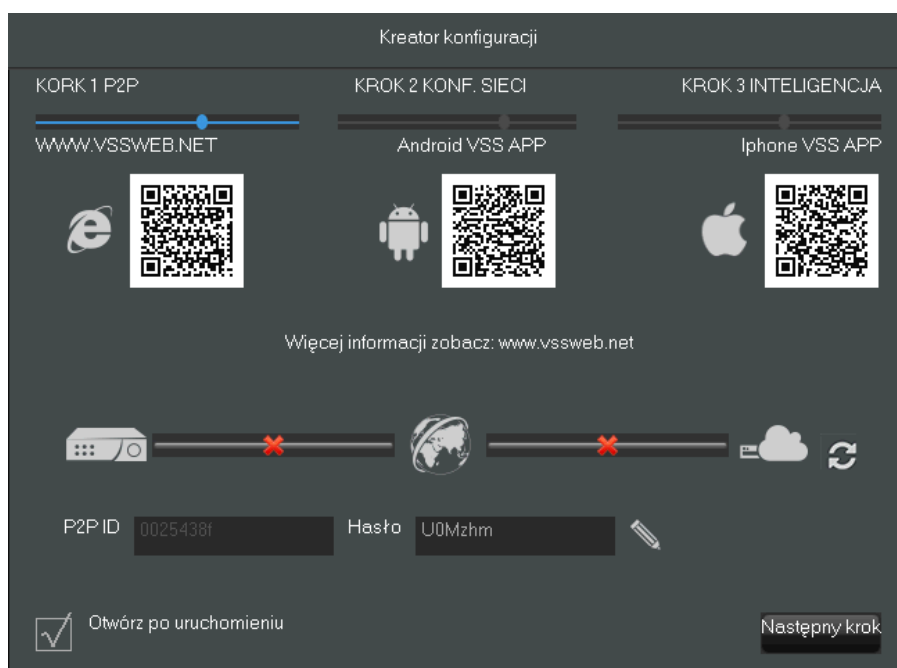 Kreator konfiguracji
KORK 1 P2P KROK 2 KONF. SIECI KROK 3 INTELIGENCJA
WWW.VSSWEB.NET Android VSS APP Iphone VSS APP
Więcej informacji zobacz: www.vssweb.net
P2P ID 0025438f Hasło U0Mzhm
Otwórz po uruchomieniu Następny krok